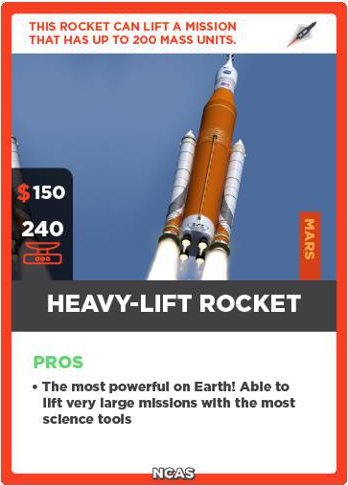 THIS ROCKET CAN LIFT A MISSION
THAT HAS UP TO 200 MASS UNITS.
$150
240
MARS
HEAVY-LIFT ROCKET
PROS
• The most powerful on Earth! Able to
lift very large missions with the most
science tools
NCAS